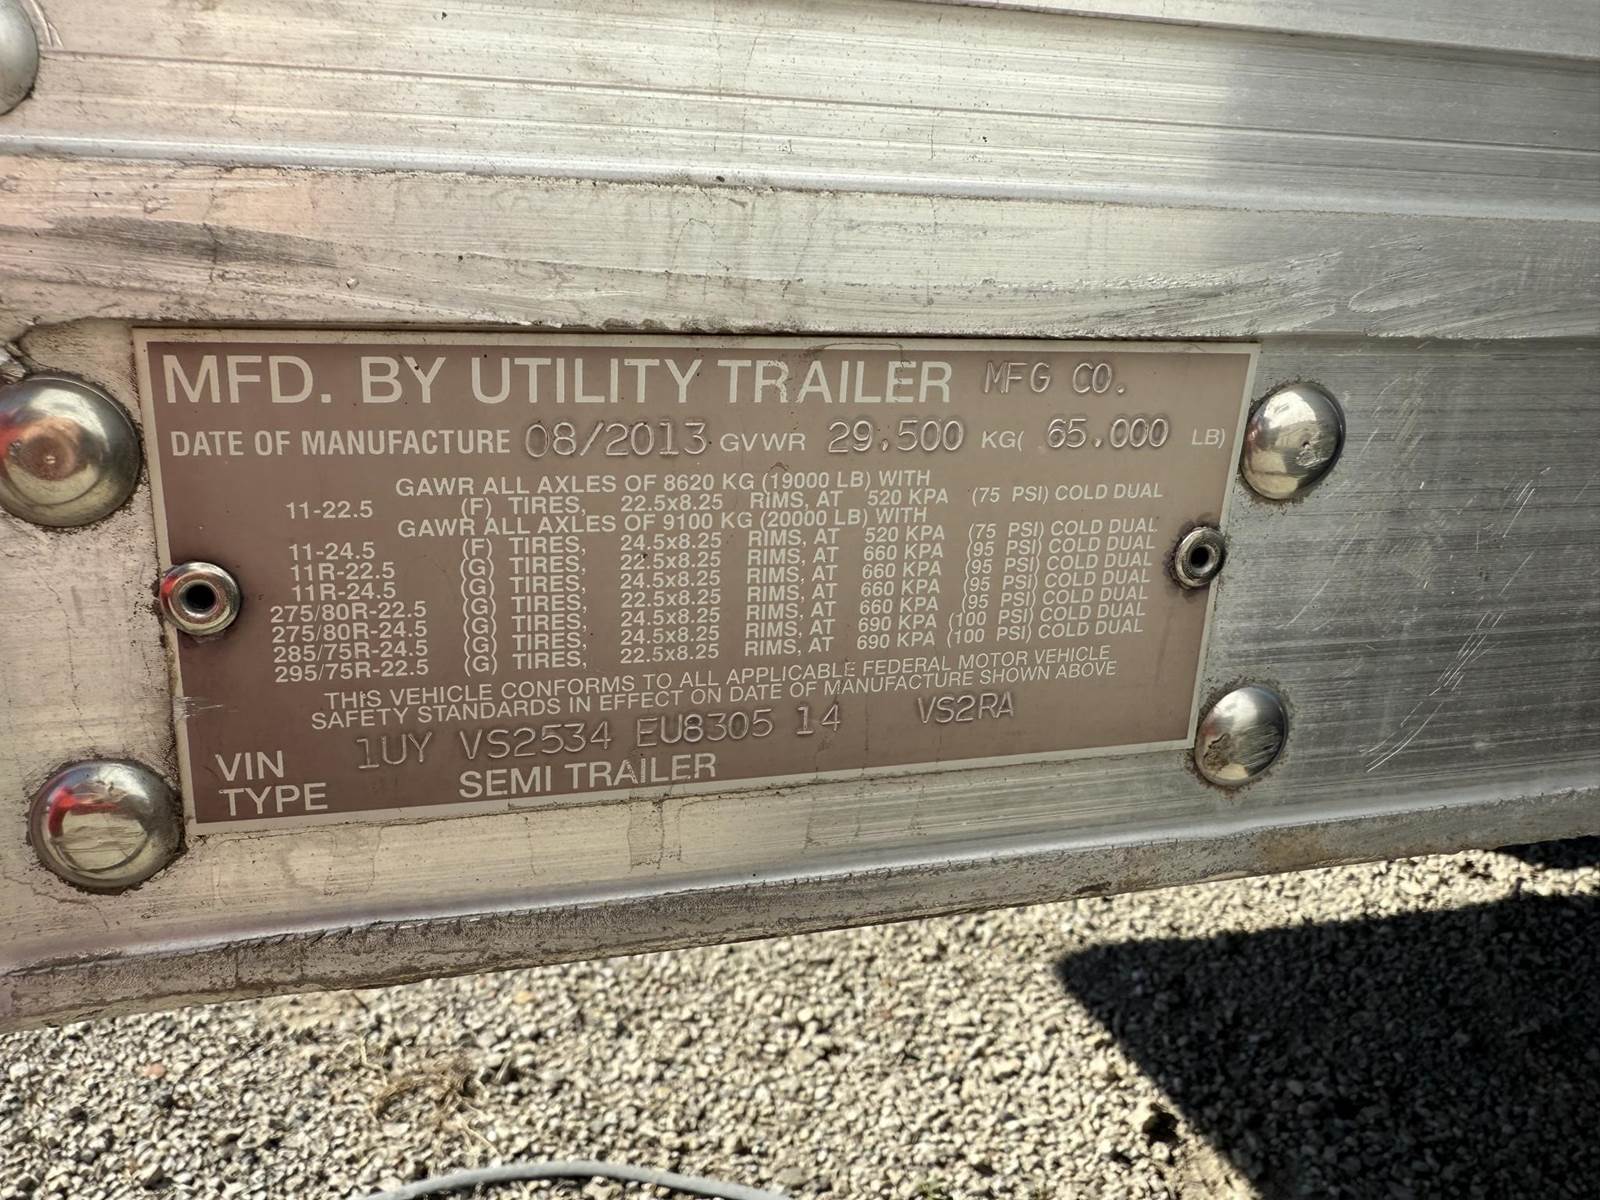 MFD. BY UTILITY TRAILER MFG CO.
DATE OF MANUFACTURE 08/2013 GVWR 29.500 KG( 65.000 LB)
GAWR ALL AXLES OF 8620 KG (19000 LB) WITH
11-22.5 (F) TIRES, 22.5x8.25 RIMS, AT 520 KPA (75 PSI) COLD DUAL
GAWR ALL AXLES OF 9100 KG (20000 LB) WITH
11-24.5 (F) TIRES, 24.5x8.25 RIMS, AT 520 KPA (75 PSI) COLD DUAL
11R-22.5 (G) TIRES, 22.5x8.25 RIMS, AT 660 KPA (95 PSI) COLD DUAL
11R-24.5 (G) TIRES, 24.5x8.25 RIMS, AT 660 KPA (95 PSI) COLD DUAL
275/80R-22.5 (G) TIRES, 22.5x8.25 RIMS, AT 660 KPA (95 PSI) COLD DUAL
275/80R-24.5 (G) TIRES, 24.5x8.25 RIMS, AT 660 KPA (95 PSI) COLD DUAL
285/75R-24.5 (G) TIRES, 24.5x8.25 RIMS, AT 690 KPA (100 PSI) COLD DUAL
295/75R-22.5 (G) TIRES, 22.5x8.25 RIMS, AT 690 KPA (100 PSI) COLD DUAL
THIS VEHICLE CONFORMS TO ALL APPLICABLE FEDERAL MOTOR VEHICLE
SAFETY STANDARDS IN EFFECT ON DATE OF MANUFACTURE SHOWN ABOVE
VIN 1UY VS2534 EU8305 14 VS2RA
TYPE SEMI TRAILER